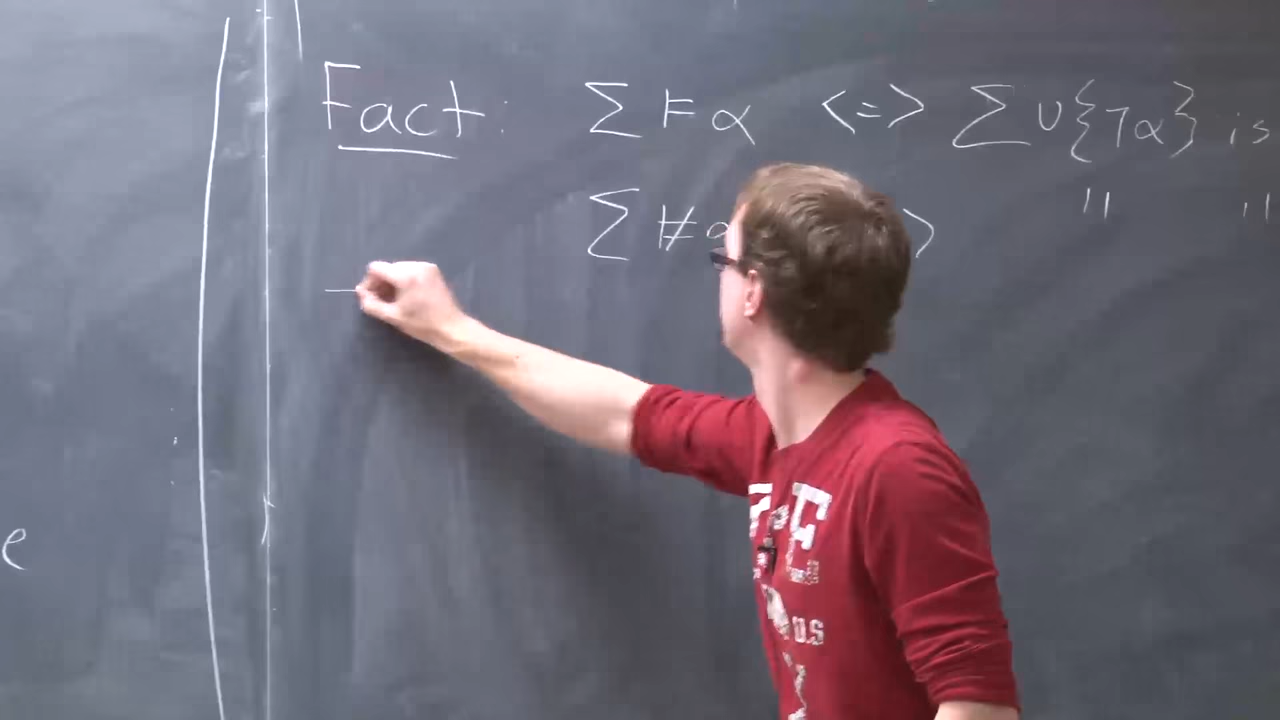 Fact: Σ ⊨ α <=> Σ ∪ {¬α} is
Σ ⊭ α > " "
e